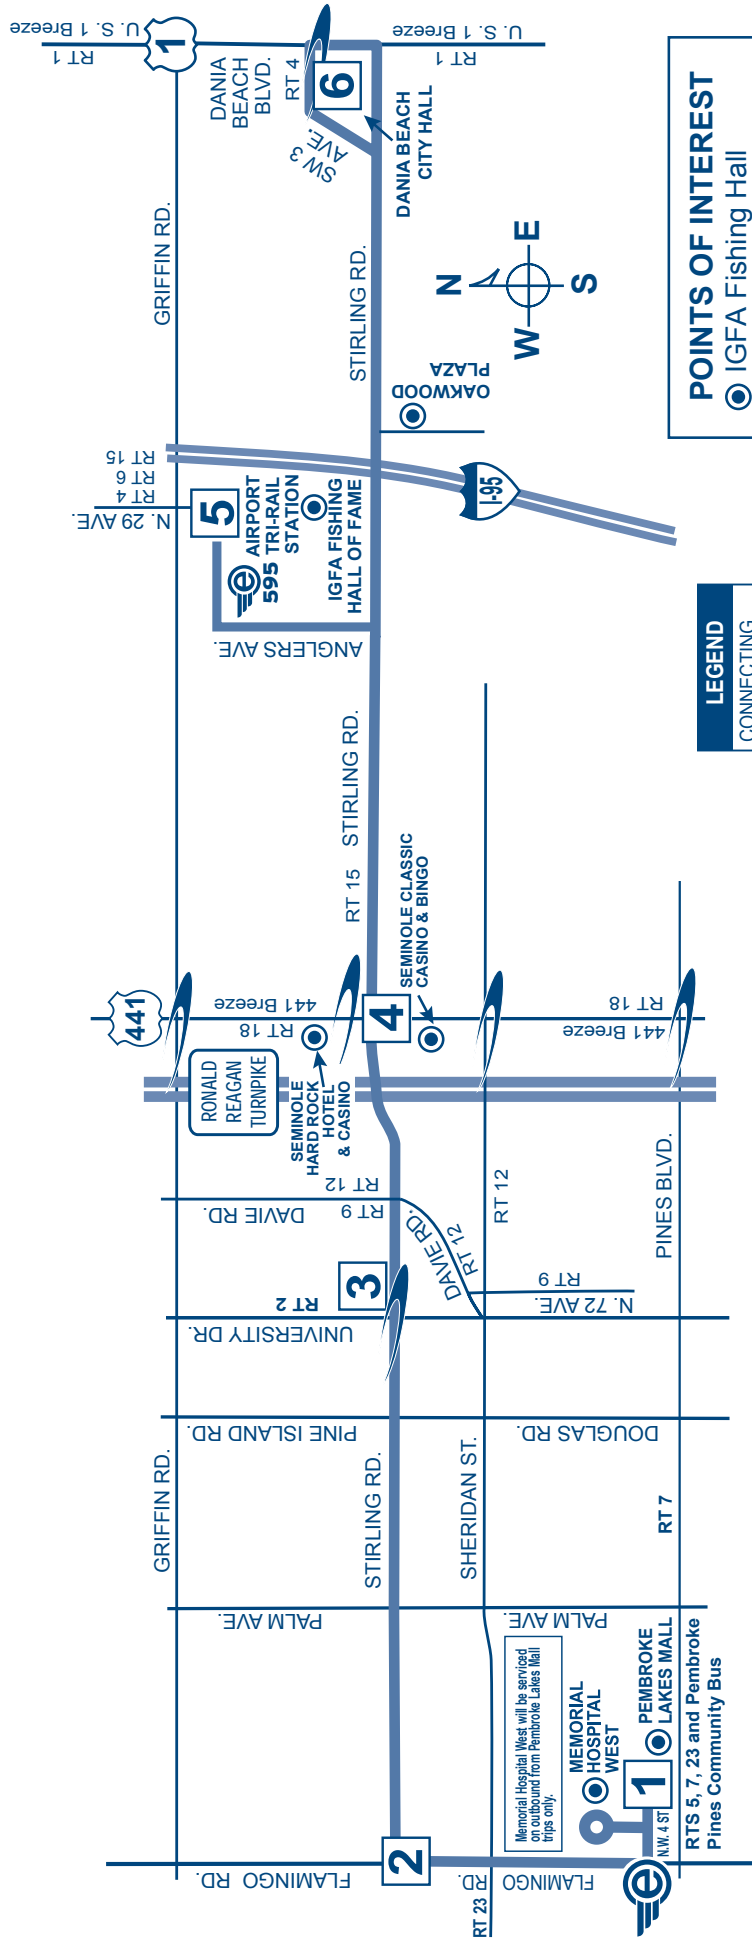 U. S. 1 Breeze
RT 1
1
U. S. 1 Breeze
RT 1
DANIA
BEACH
BLVD.
RT 4
6
SW 3
AVE.
DANIA BEACH
CITY HALL
GRIFFIN RD.
STIRLING RD.
N
W
E
S
OAKWOOD
PLAZA
POINTS OF INTEREST
IGFA Fishing Hall
N. 29 AVE.
RT 4
RT 6
RT 15
5
e
595
AIRPORT
TRI-RAIL
STATION
IGFA FISHING
HALL OF FAME
I-95
ANGLERS AVE.
LEGEND
CONNECTING
RT 15
STIRLING RD.
441
441 Breeze
RT 18
4
SEMINOLE CLASSIC
CASINO & BINGO
441 Breeze
RT 18
RONALD
REAGAN
TURNPIKE
SEMINOLE
HARD ROCK
HOTEL
& CASINO
DAVIE RD.
RT 9
RT 12
DAVIE RD.
RT 12
RT 12
PINES BLVD.
3
RT 2
UNIVERSITY DR.
N. 72 AVE.
RT 9
PINE ISLAND RD.
DOUGLAS RD.
GRIFFIN RD.
STIRLING RD.
SHERIDAN ST.
RT 7
PALM AVE.
PALM AVE.
Memorial Hospital West will be serviced
on outbound from Pembroke Lakes Mall
trips only.
MEMORIAL
HOSPITAL
WEST
1
PEMBROKE
LAKES MALL
N.W. 4 ST
RTS 5, 7, 23 and Pembroke
Pines Community Bus
2
FLAMINGO RD.
FLAMINGO RD.
RT 23
e